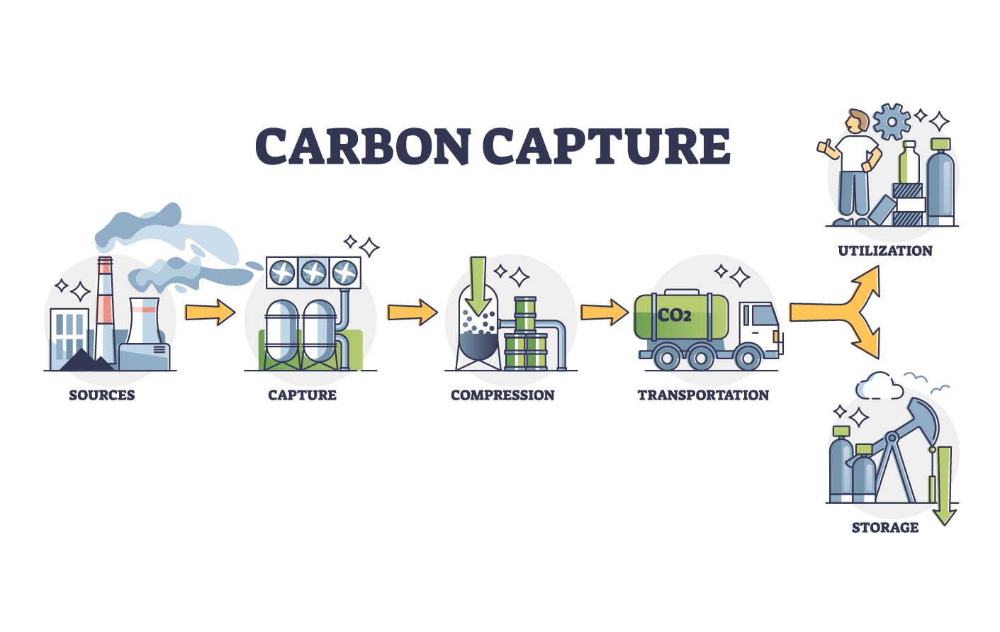 CARBON CAPTURE
SOURCES
CAPTURE
COMPRESSION
CO2
TRANSPORTATION
UTILIZATION
STORAGE